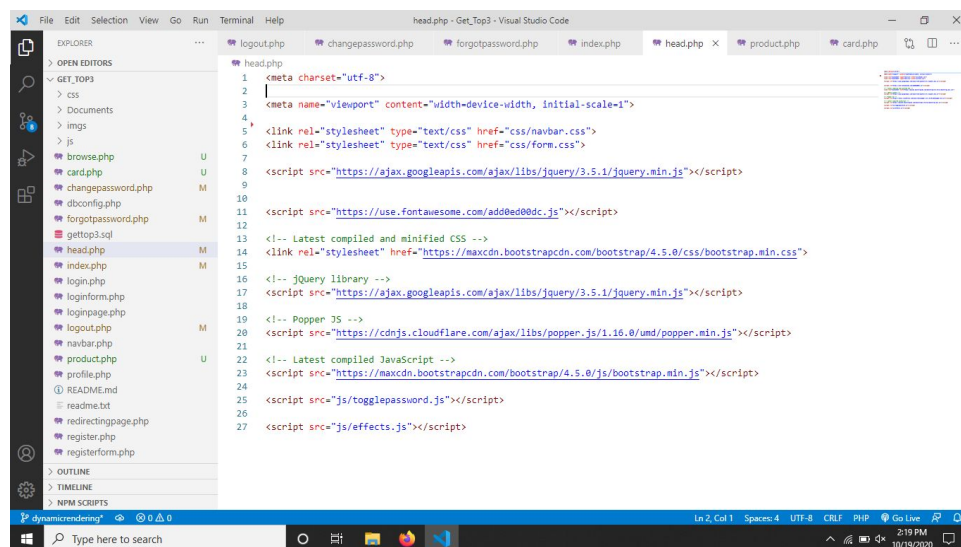 File Edit Selection View Go Run Terminal Help head.php - Get_Top3 - Visual Studio Code
EXPLORER
logout.php changepassword.php forgotpassword.php index.php head.php product.php card.php
OPEN EDITORS
GET_TOP3
css
Documents
imgs
js
browse.php U
card.php U
changepassword.php M
dbconfig.php
forgotpassword.php M
gettop3.sql
head.php M
index.php M
login.php
loginform.php
loginpage.php
logout.php M
navbar.php
product.php U
profile.php
README.md
readme.txt
redirectingpage.php
register.php
registerform.php
OUTLINE
TIMELINE
NPM SCRIPTS
head.php
1 <meta charset="utf-8">
2
3 <meta name="viewport" content="width=device-width, initial-scale=1">
4
5 <link rel="stylesheet" type="text/css" href="css/navbar.css">
6 <link rel="stylesheet" type="text/css" href="css/form.css">
7
8 <script src="https://ajax.googleapis.com/ajax/libs/jquery/3.5.1/jquery.min.js"></script>
9
10
11 <script src="https://use.fontawesome.com/add0ed00dc.js"></script>
12
13 <!-- Latest compiled and minified CSS -->
14 <link rel="stylesheet" href="https://maxcdn.bootstrapcdn.com/bootstrap/4.5.0/css/bootstrap.min.css">
15
16 <!-- jQuery library -->
17 <script src="https://ajax.googleapis.com/ajax/libs/jquery/3.5.1/jquery.min.js"></script>
18
19 <!-- Popper JS -->
20 <script src="https://cdnjs.cloudflare.com/ajax/libs/popper.js/1.16.0/umd/popper.min.js"></script>
21
22 <!-- Latest compiled JavaScript -->
23 <script src="https://maxcdn.bootstrapcdn.com/bootstrap/4.5.0/js/bootstrap.min.js"></script>
24
25 <script src="js/togglepassword.js"></script>
26
27 <script src="js/effects.js"></script>
dynamicrendering* 0 0 Ln 2, Col 1 Spaces: 4 UTF-8 CRLF PHP Go Live
Type here to search
2:19 PM
10/19/2020